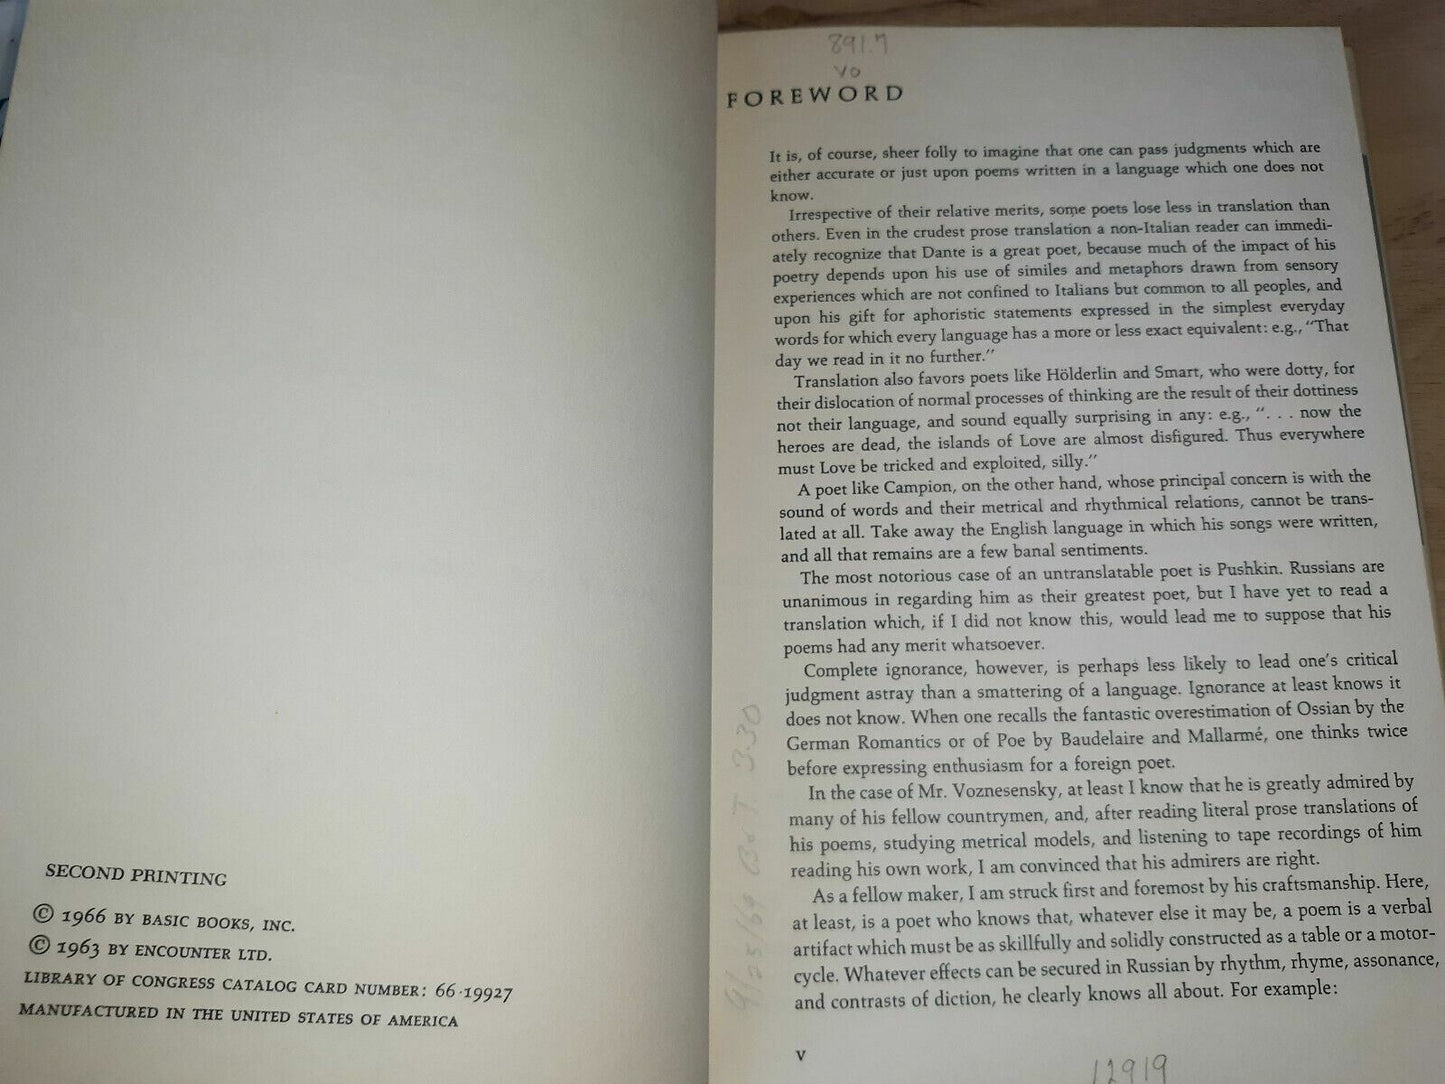 SECOND PRINTING
© 1966 BY BASIC BOOKS, INC.
© 1963 BY ENCOUNTER LTD.
LIBRARY OF CONGRESS CATALOG CARD NUMBER: 66-19927
MANUFACTURED IN THE UNITED STATES OF AMERICA
891.7
VO
FOREWORD
It is, of course, sheer folly to imagine that one can pass judgments which are
either accurate or just upon poems written in a language which one does not
know.
Irrespective of their relative merits, some poets lose less in translation than
others. Even in the crudest prose translation a non-Italian reader can immedi-
ately recognize that Dante is a great poet, because much of the impact of his
poetry depends upon his use of similes and metaphors drawn from sensory
experiences which are not confined to Italians but common to all peoples, and
upon his gift for aphoristic statements expressed in the simplest everyday
words for which every language has a more or less exact equivalent: e.g., "That
day we read in it no further."
Translation also favors poets like Hölderlin and Smart, who were dotty, for
their dislocation of normal processes of thinking are the result of their dottiness
not their language, and sound equally surprising in any: e.g., ". . . now the
heroes are dead, the islands of Love are almost disfigured. Thus everywhere
must Love be tricked and exploited, silly."
A poet like Campion, on the other hand, whose principal concern is with the
sound of words and their metrical and rhythmical relations, cannot be trans-
lated at all. Take away the English language in which his songs were written,
and all that remains are a few banal sentiments.
The most notorious case of an untranslatable poet is Pushkin. Russians are
unanimous in regarding him as their greatest poet, but I have yet to read a
translation which, if I did not know this, would lead me to suppose that his
poems had any merit whatsoever.
Complete ignorance, however, is perhaps less likely to lead one's critical
judgment astray than a smattering of a language. Ignorance at least knows it
does not know. When one recalls the fantastic overestimation of Ossian by the
German Romantics or of Poe by Baudelaire and Mallarmé, one thinks twice
before expressing enthusiasm for a foreign poet.
In the case of Mr. Voznesensky, at least I know that he is greatly admired by
many of his fellow countrymen, and, after reading literal prose translations of
his poems, studying metrical models, and listening to tape recordings of him
reading his own work, I am convinced that his admirers are right.
As a fellow maker, I am struck first and foremost by his craftsmanship. Here,
at least, is a poet who knows that, whatever else it may be, a poem is a verbal
artifact which must be as skillfully and solidly constructed as a table or a motor-
cycle. Whatever effects can be secured in Russian by rhythm, rhyme, assonance,
and contrasts of diction, he clearly knows all about. For example:
V
12919
3.30